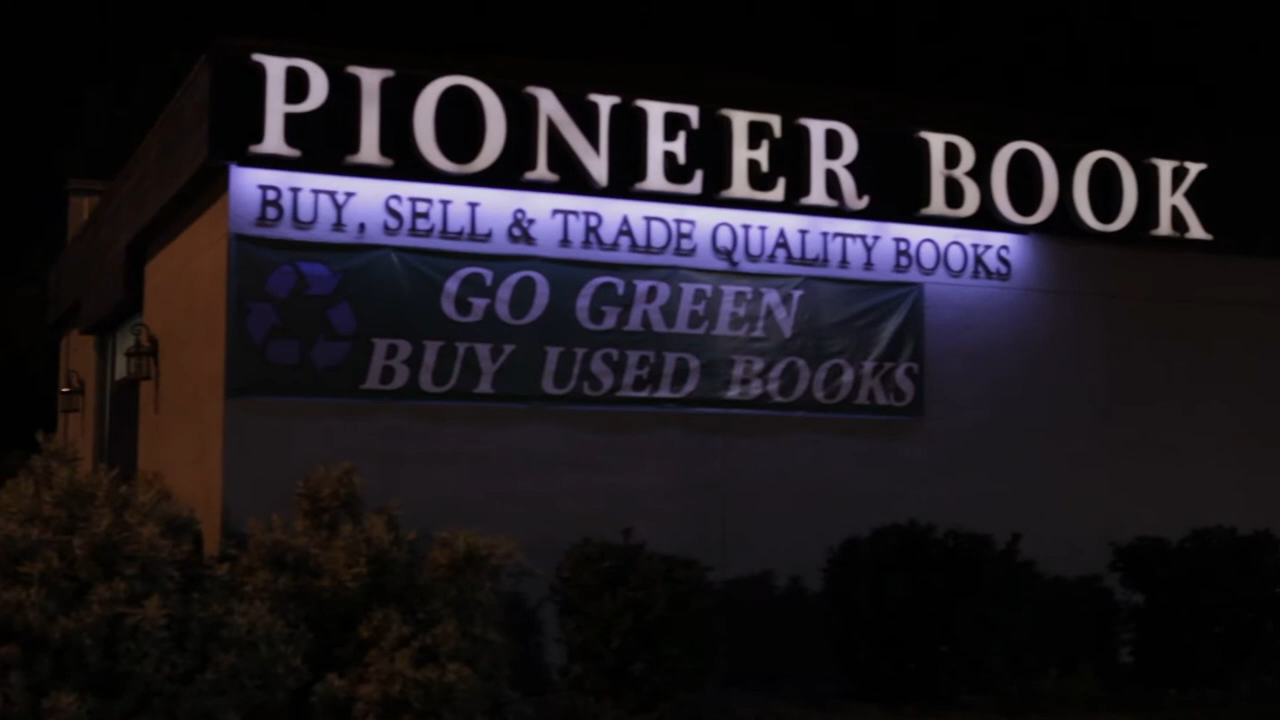 PIONEER BOOK
BUY, SELL & TRADE QUALITY BOOKS
GO GREEN
BUY USED BOOKS